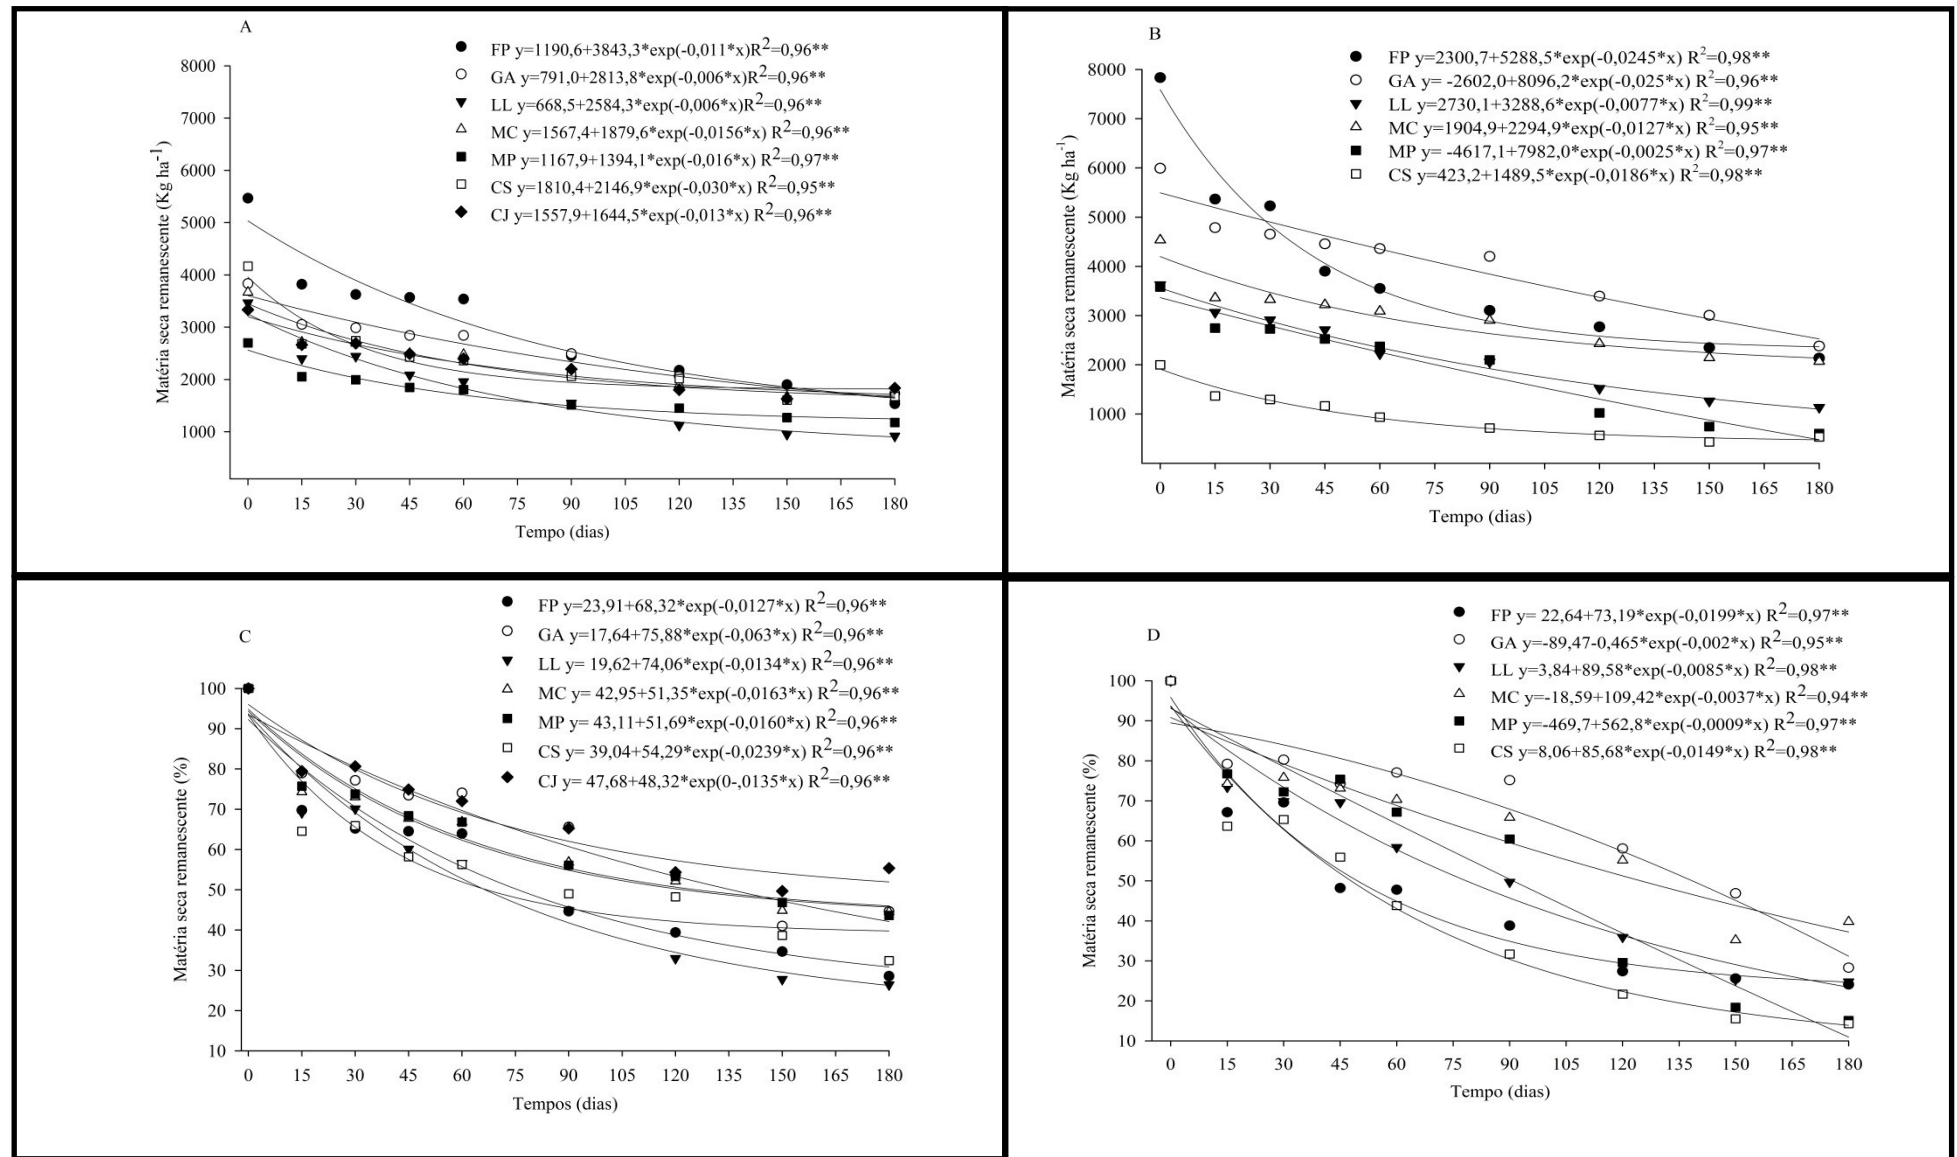 A
FP y=1190,6+3843,3*exp(-0,011*x)R2=0,96**
GA y=791,0+2813,8*exp(-0,006*x)R2=0,96**
LL y=668,5+2584,3*exp(-0,006*x)R2=0,96**
MC y=1567,4+1879,6*exp(-0,0156*x) R2=0,96**
MP y=1167,9+1394,1*exp(-0,016*x) R2=0,97**
CS y=1810,4+2146,9*exp(-0,030*x) R2=0,95**
CJ y=1557,9+1644,5*exp(-0,013*x) R2=0,96**
Matéria seca remanescente (Kg ha-1)
8000
7000
6000
5000
4000
3000
2000
1000
0 15 30 45 60 75 90 105 120 135 150 165 180
Tempo (dias)
B
FP y=2300,7+5288,5*exp(-0,0245*x) R2=0,98**
GA y= -2602,0+8096,2*exp(-0,025*x) R2=0,96**
LL y=2730,1+3288,6*exp(-0,0077*x) R2=0,99**
MC y=1904,9+2294,9*exp(-0,0127*x) R2=0,95**
MP y= -4617,1+7982,0*exp(-0,0025*x) R2=0,97**
CS y=423,2+1489,5*exp(-0,0186*x) R2=0,98**
Matéria seca remanescente (Kg ha-1)
8000
7000
6000
5000
4000
3000
2000
1000
0 15 30 45 60 75 90 105 120 135 150 165 180
Tempo (dias)
C
FP y=23,91+68,32*exp(-0,0127*x) R2=0,96**
GA y=17,64+75,88*exp(-0,063*x) R2=0,96**
LL y= 19,62+74,06*exp(-0,0134*x) R2=0,96**
MC y= 42,95+51,35*exp(-0,0163*x) R2=0,96**
MP y= 43,11+51,69*exp(-0,0160*x) R2=0,96**
CS y= 39,04+54,29*exp(-0,0239*x) R2=0,96**
CJ y= 47,68+48,32*exp(0-,0135*x) R2=0,96**
Matéria seca remanescente (%)
100
90
80
70
60
50
40
30
20
10
0 15 30 45 60 75 90 105 120 135 150 165 180
Tempos (dias)
D
FP y= 22,64+73,19*exp(-0,0199*x) R2=0,97**
GA y=-89,47-0,465*exp(-0,002*x) R2=0,95**
LL y=3,84+89,58*exp(-0,0085*x) R2=0,98**
MC y=-18,59+109,42*exp(-0,0037*x) R2=0,94**
MP y=-469,7+562,8*exp(-0,0009*x) R2=0,97**
CS y=8,06+85,68*exp(-0,0149*x) R2=0,98**
Matéria seca remanescente (%)
100
90
80
70
60
50
40
30
20
10
0 15 30 45 60 75 90 105 120 135 150 165 180
Tempo (dias)